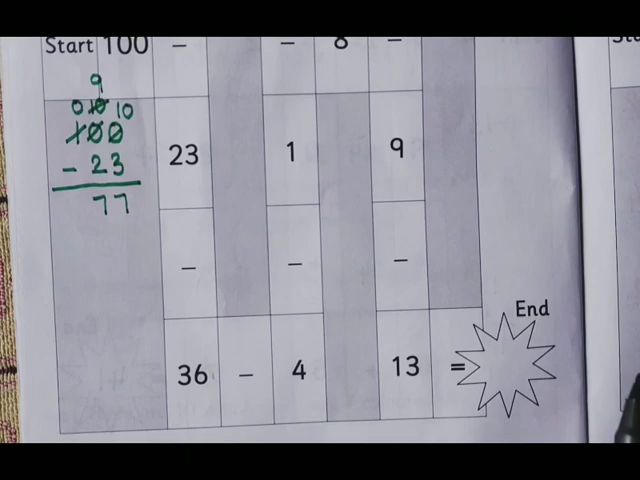 Start 100 – – 8 –
9
0 10 10
100
– 23
77
23 1 9
– – –
End
36 – 4 13 =